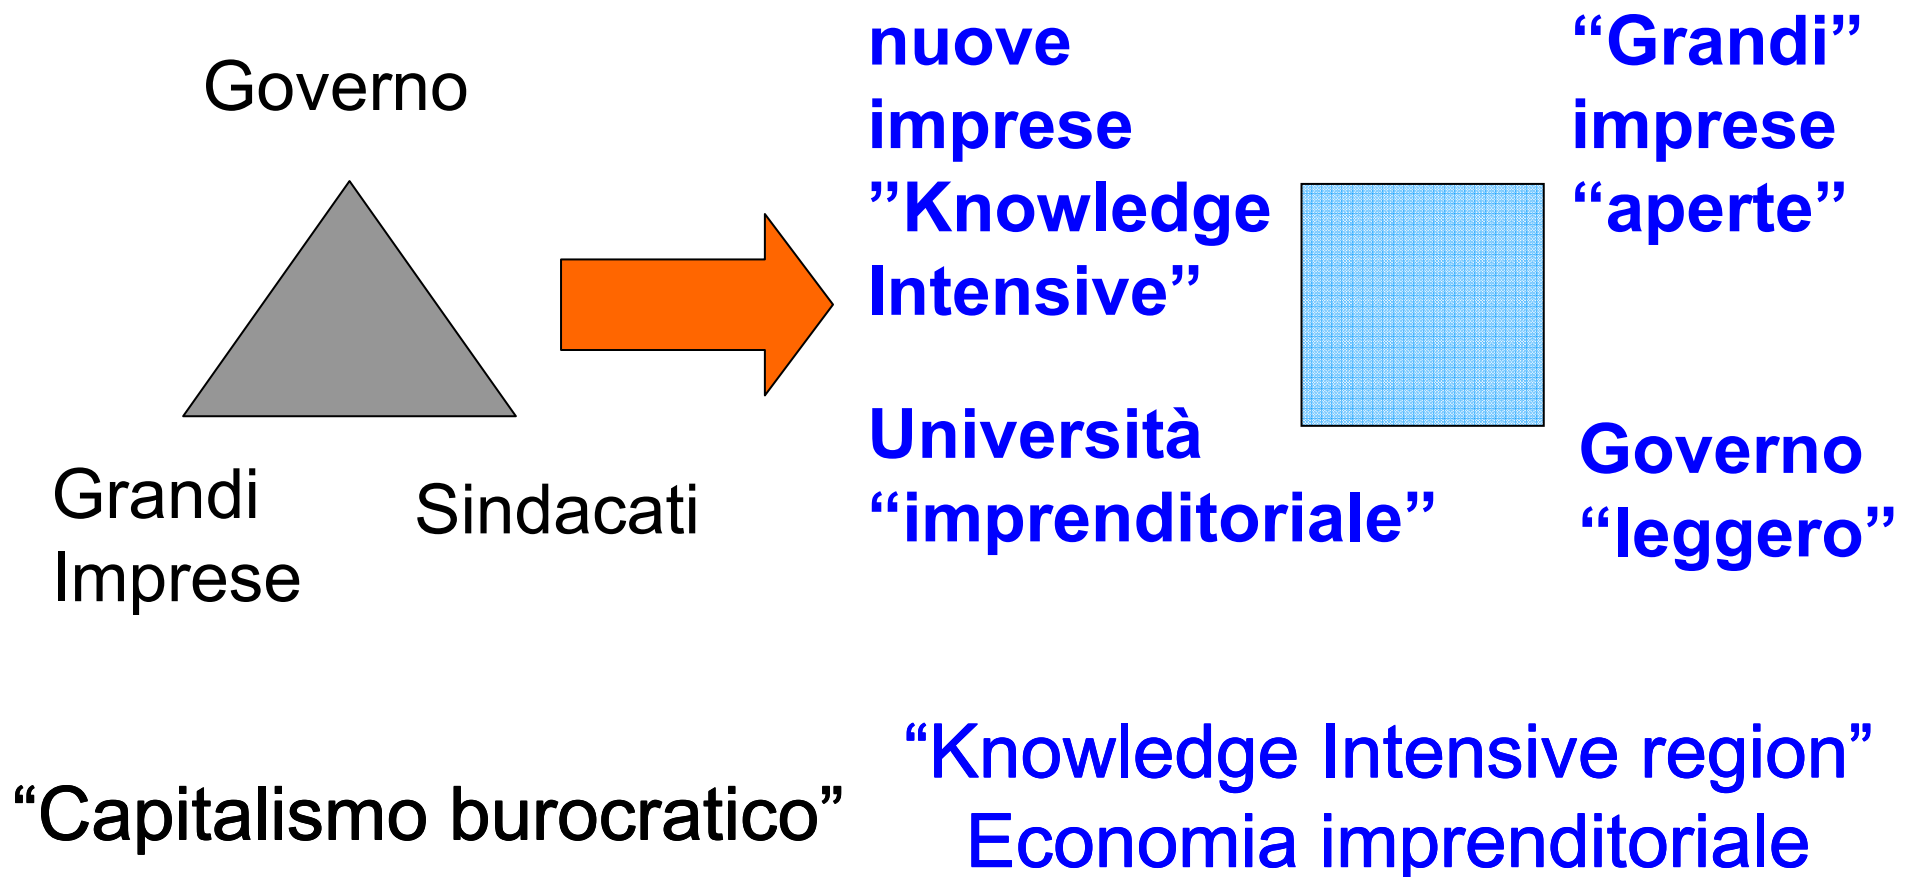 Governo
Grandi
Imprese
Sindacati
“Capitalismo burocratico”
nuove
imprese
”Knowledge
Intensive”
“Grandi”
imprese
“aperte”
Università
“imprenditoriale”
Governo
“leggero”
“Knowledge Intensive region”
Economia imprenditoriale